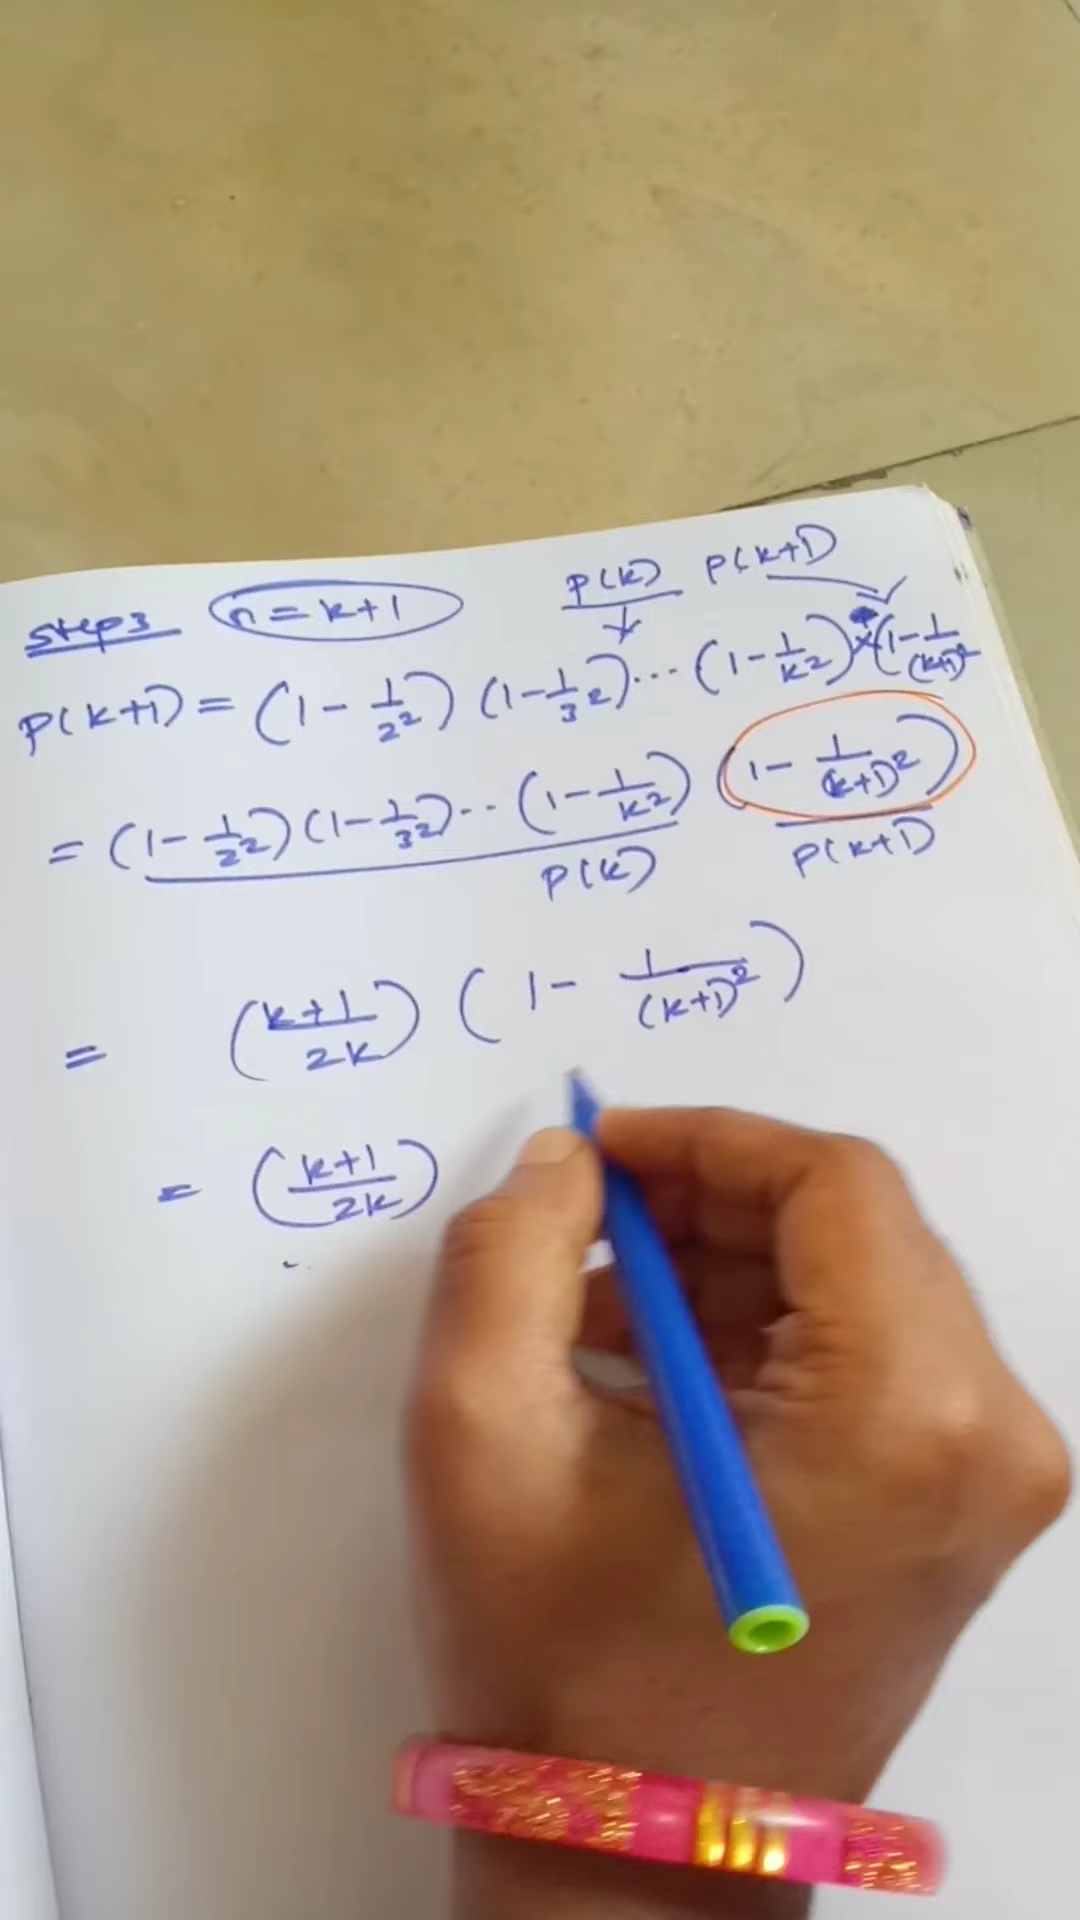 P(k) P(k+1)
Step3 n=k+1
P(k+1) = (1 - 1/2²) (1 - 1/3²) ... (1 - 1/k²) × (1 - 1/(k+1)²
= (1 - 1/2²) (1 - 1/3²) .. (1 - 1/k²) (1 - 1/(k+1)²)
P(k) P(k+1)
= (k+1/2k) (1 - 1/(k+1)²)
= (k+1/2k)